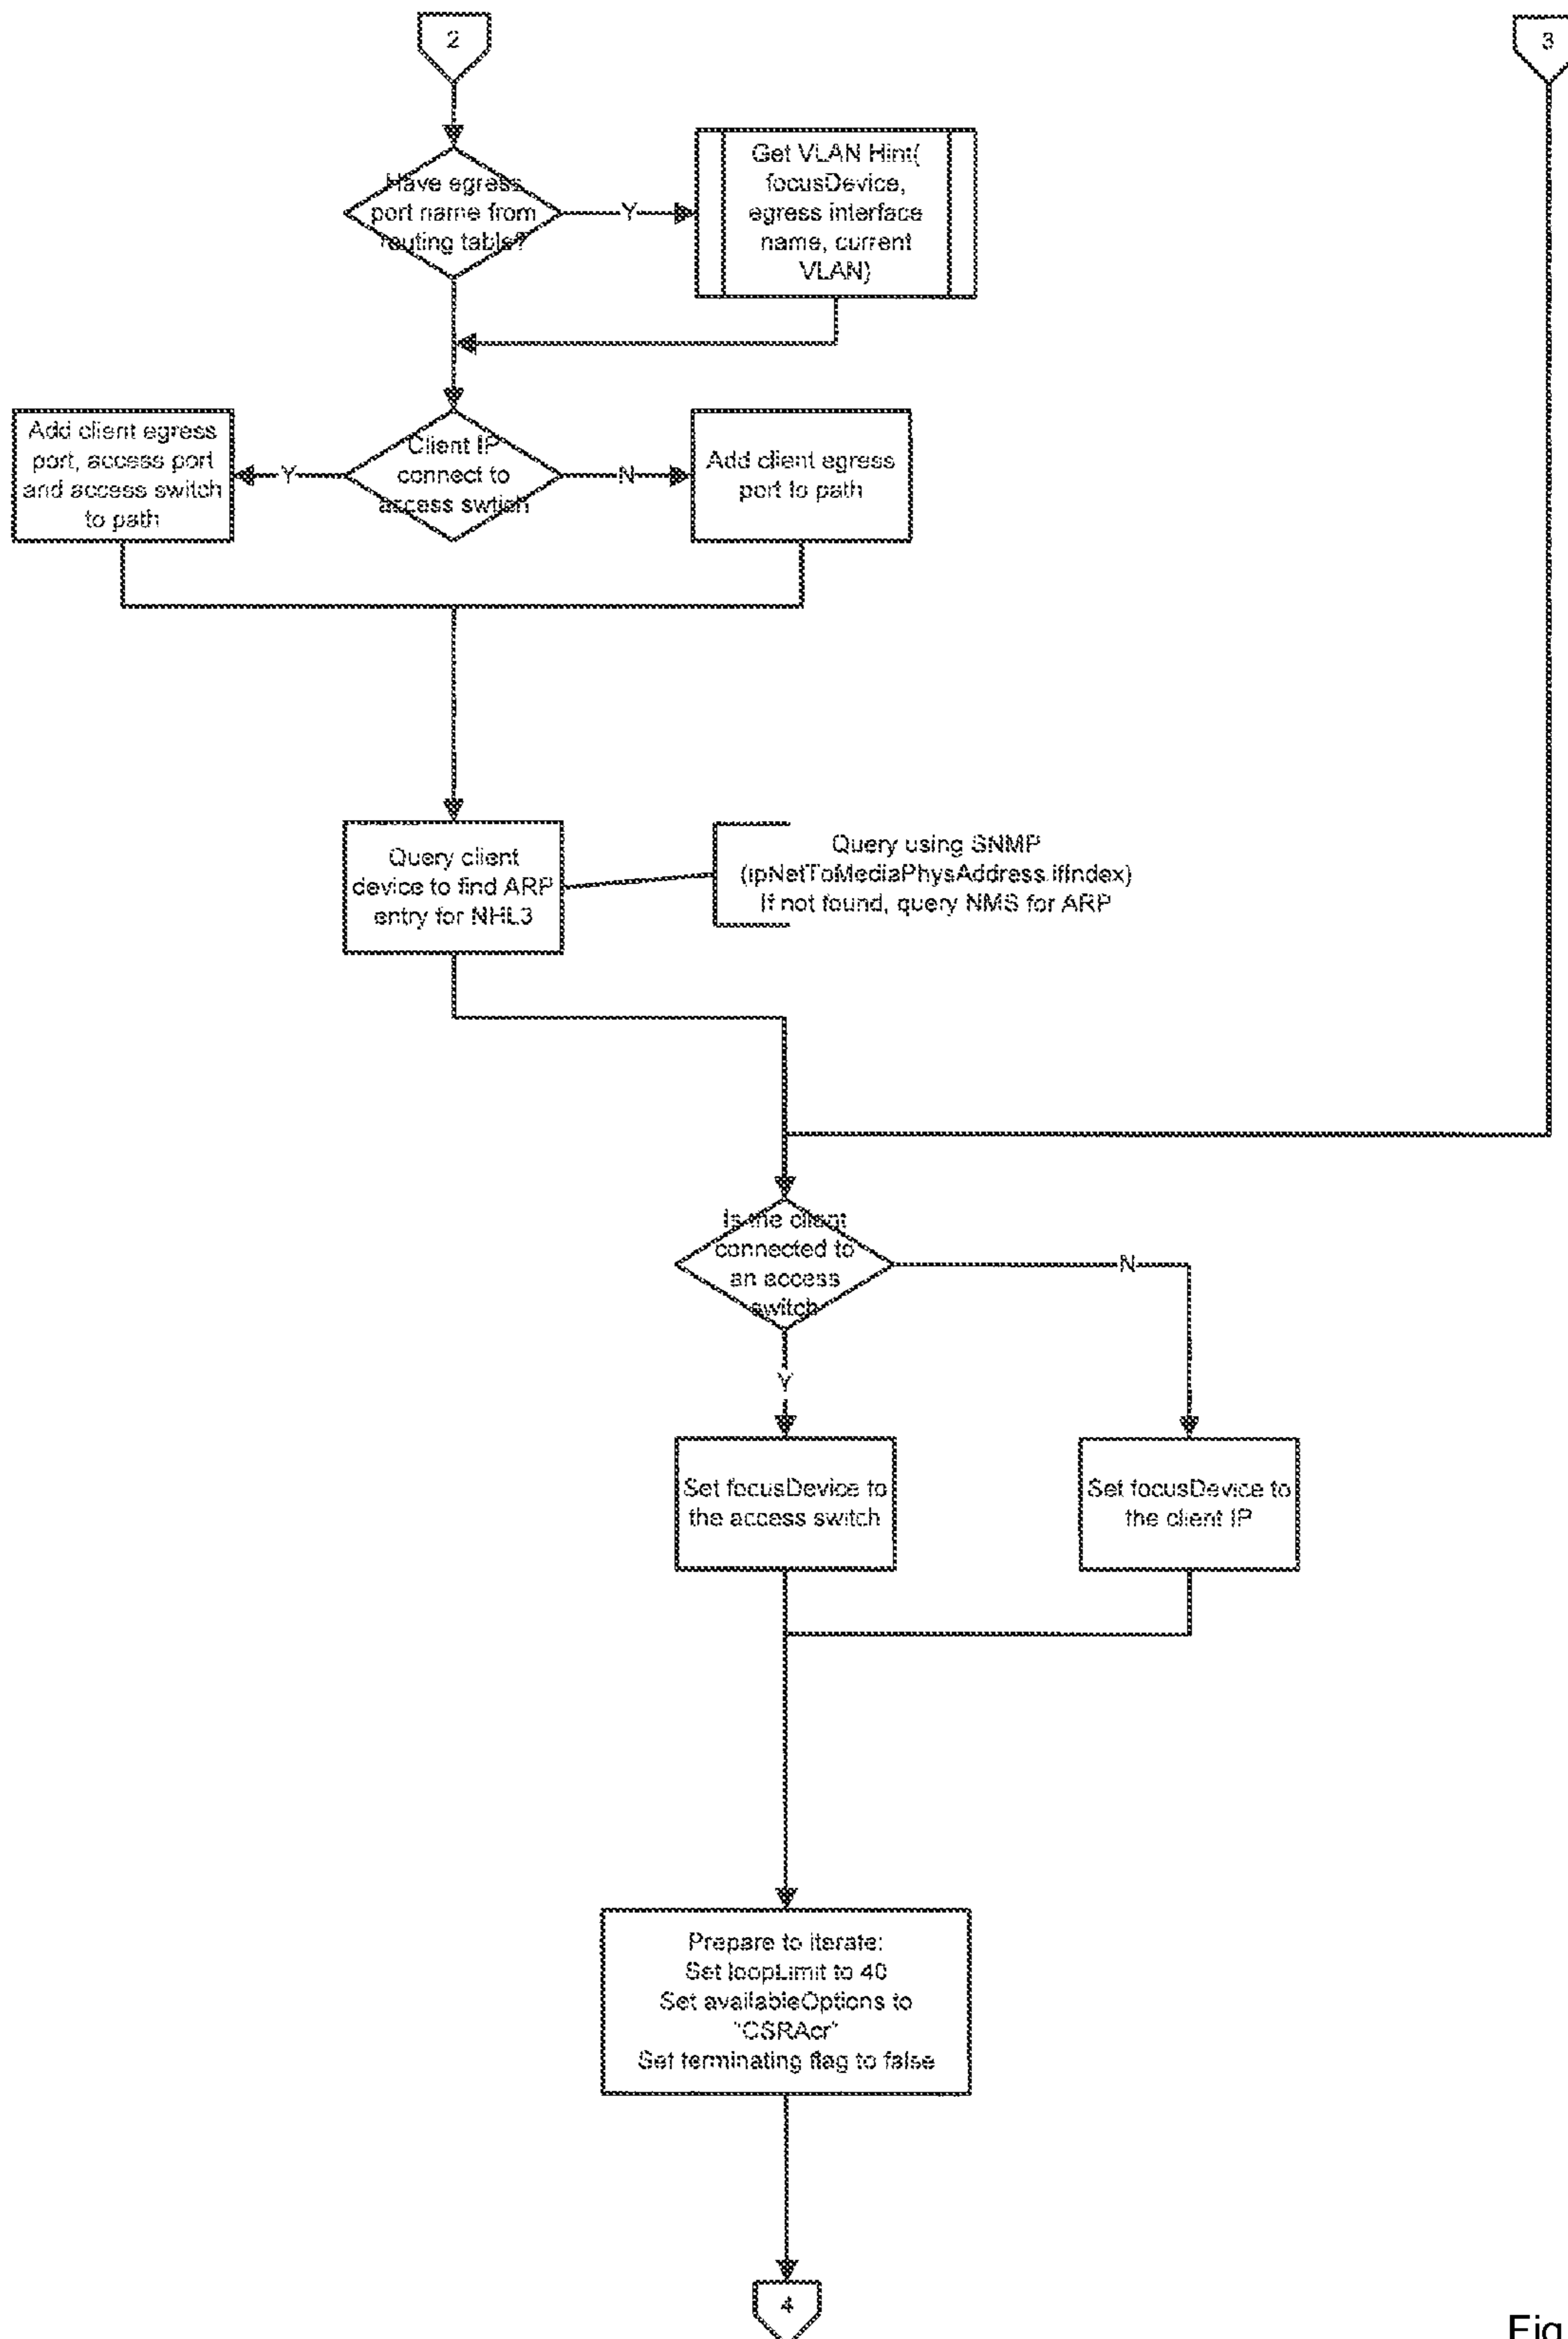 2
3
Have egress
port name from
routing table?
Y
Get VLAN Hint(
focusDevice,
egress interface
name, current
VLAN)
Add client egress
port, access port
and access switch
to path
Y
Client IP
connect to
access swtich
N
Add client egress
port to path
Query client
device to find ARP
entry for NHL3
Query using SNMP
(ipNetToMediaPhysAddress.ifIndex)
If not found, query NMS for ARP
Is the client
connected to
an access
switch
N
Y
Set focusDevice to
the access switch
Set focusDevice to
the client IP
Prepare to iterate:
Set loopLimit to 40
Set availableOptions to
"CSRAcr"
Set terminating flag to false
4
Fig